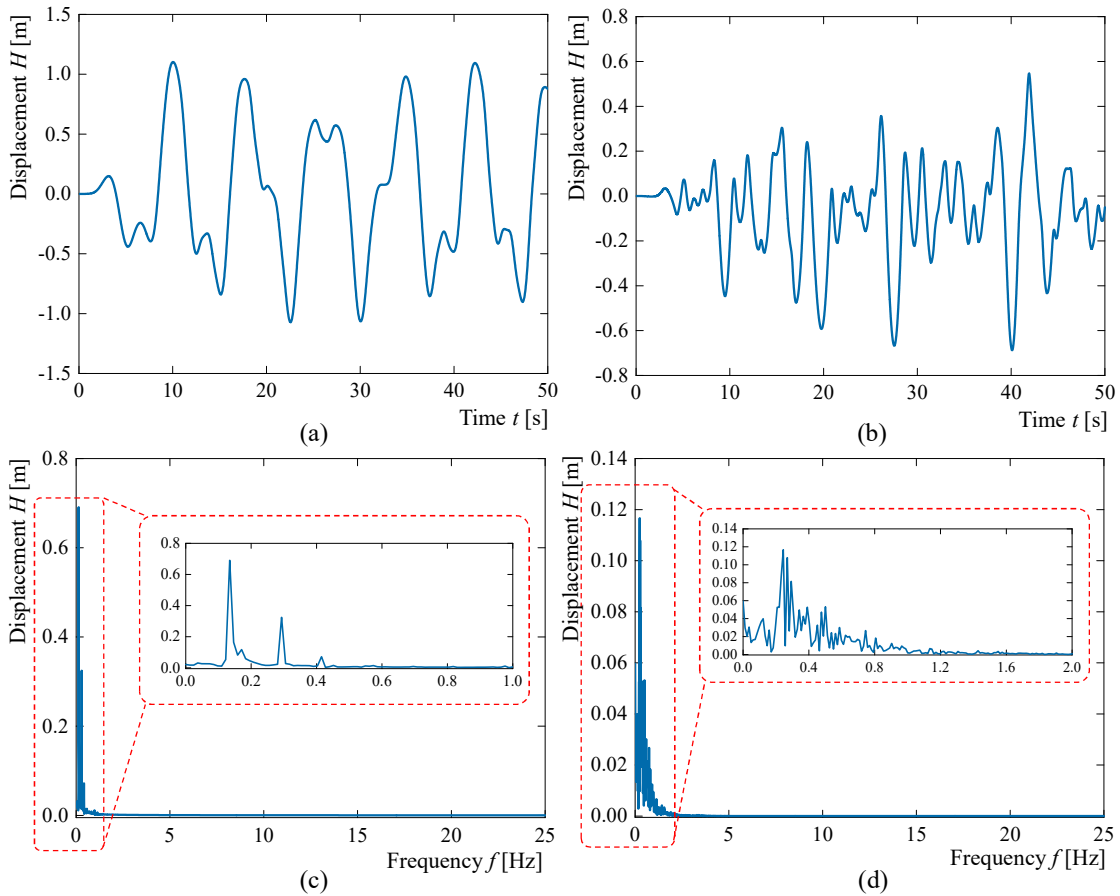 Displacement H [m]
1.5
1.0
0.5
0.0
-0.5
-1.0
-1.5
0 10 20 30 40 50
Time t [s]
(a)
Displacement H [m]
0.8
0.6
0.4
0.2
0.0
-0.2
-0.4
-0.6
-0.8
0 10 20 30 40 50
Time t [s]
(b)
Displacement H [m]
0.8
0.6
0.4
0.2
0.0
0 5 10 15 20 25
Frequency f [Hz]
0.8
0.6
0.4
0.2
0.0
0.0 0.2 0.4 0.6 0.8 1.0
(c)
Displacement H [m]
0.14
0.12
0.10
0.08
0.06
0.04
0.02
0.00
0 5 10 15 20 25
Frequency f [Hz]
0.14
0.12
0.10
0.08
0.06
0.04
0.02
0.00
0.0 0.4 0.8 1.2 1.6 2.0
(d)